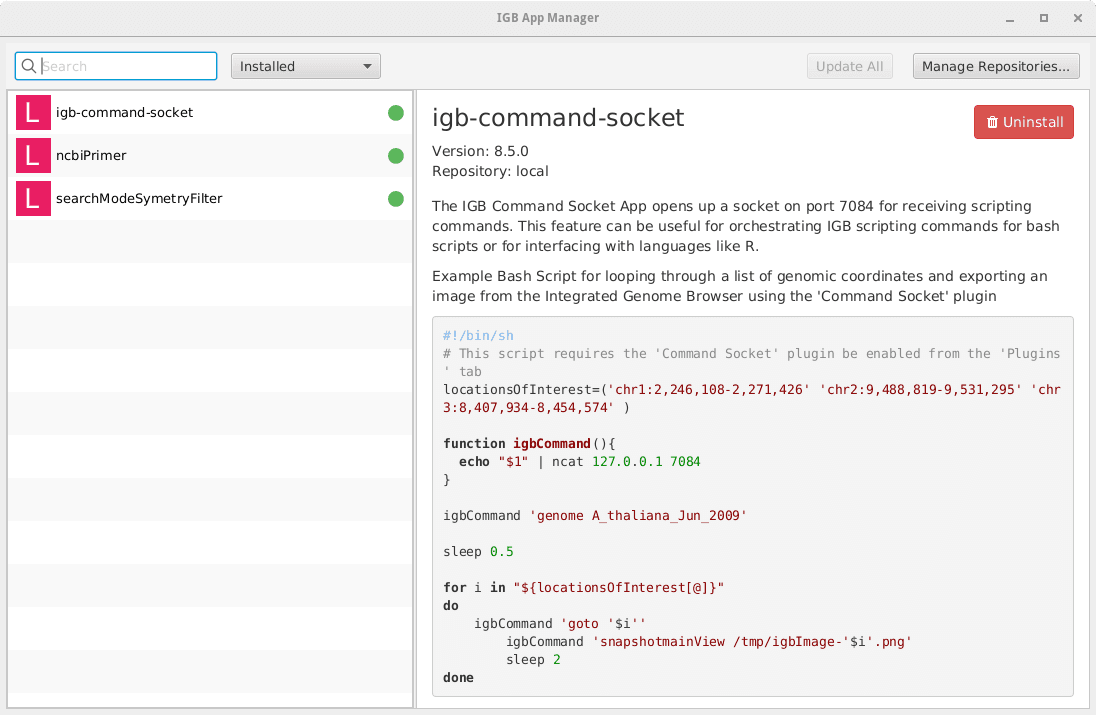 IGB App Manager
Search
Installed
Update All
Manage Repositories...
L igb-command-socket
L ncbiPrimer
L searchModeSymetryFilter
igb-command-socket
Uninstall
Version: 8.5.0
Repository: local
The IGB Command Socket App opens up a socket on port 7084 for receiving scripting
commands. This feature can be useful for orchestrating IGB scripting commands for bash
scripts or for interfacing with languages like R.
Example Bash Script for looping through a list of genomic coordinates and exporting an
image from the Integrated Genome Browser using the 'Command Socket' plugin
#!/bin/sh
# This script requires the 'Command Socket' plugin be enabled from the 'Plugins
' tab
locationsOfInterest=('chr1:2,246,108-2,271,426' 'chr2:9,488,819-9,531,295' 'chr
3:8,407,934-8,454,574' )
function igbCommand(){
  echo "$1" | ncat 127.0.0.1 7084
}
igbCommand 'genome A_thaliana_Jun_2009'
sleep 0.5
for i in "${locationsOfInterest[@]}"
do
    igbCommand 'goto '$i''
        igbCommand 'snapshotmainView /tmp/igbImage-'$i'.png'
        sleep 2
done